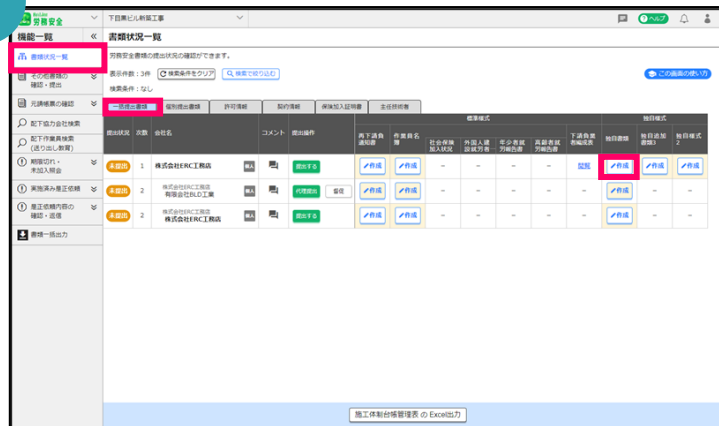 Buildee
労務安全
下目黒ビル新築工事
ヘルプ
機能一覧
書類状況一覧
その他書類の
確認・提出
元請帳票の確認
配下協力会社検索
配下作業員検索
(送り出し教育)
期限切れ・
未加入照会
実施済み是正依頼
是正依頼内容の
確認・返信
書類一括出力
書類状況一覧
労務安全書類の提出状況の確認ができます。
表示件数：3件
検索条件をクリア
検索で絞り込む
この画面の使い方
検索条件：なし
一括提出書類
個別提出書類
許可情報
契約情報
保険加入証明書
主任技術者
標準様式
独自様式
提出状況
次数
会社名
コメント
提出操作
再下請負
通知書
作業員名
簿
社会保険
加入状況
外国人建
設就労者…
年少者就
労報告書
高齢者就
労報告書
下請負業
者編成表
独自書類
独自追加
書類3
独自様式
2
未提出 1 株式会社ERC工務店 個人 提出する 作成 作成 － － － － 閲覧 作成 作成 作成
株式会社ERC工務店
未提出 2 有限会社BLD工業 個人 代理提出 督促 作成 作成 － － － － － 作成 － －
株式会社ERC工務店
未提出 2 株式会社ERC工務店 個人 提出する 作成 作成 － － － － － 作成 － －
施工体制台帳管理表 の Excel出力